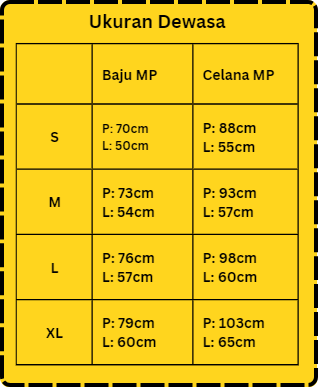 Ukuran Dewasa
Baju MP
Celana MP
S
P: 70cm
L: 50cm
P: 88cm
L: 55cm
M
P: 73cm
L: 54cm
P: 93cm
L: 57cm
L
P: 76cm
L: 57cm
P: 98cm
L: 60cm
XL
P: 79cm
L: 60cm
P: 103cm
L: 65cm